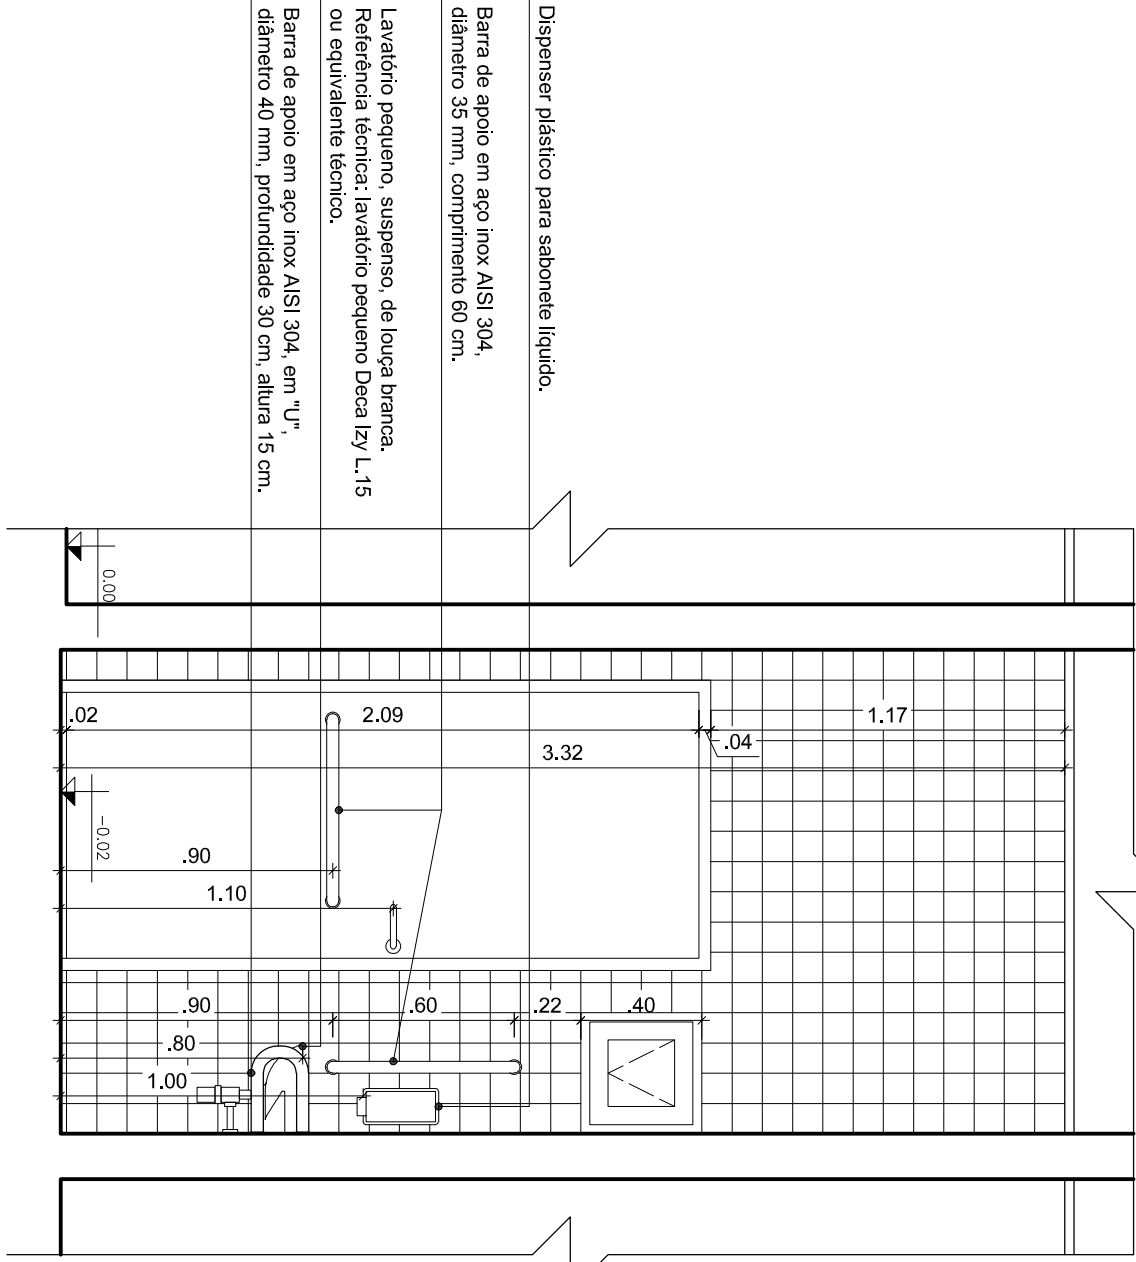 Dispenser plástico para sabonete líquido.
Barra de apoio em aço inox AISI 304,
diâmetro 35 mm, comprimento 60 cm.
Lavatório pequeno, suspenso, de louça branca.
Referência técnica: lavatório pequeno Deca Izy L.15
ou equivalente técnico.
Barra de apoio em aço inox AISI 304, em "U",
diâmetro 40 mm, profundidade 30 cm, altura 15 cm.
0.00
.02
2.09
1.17
.04
3.32
-0.02
.90
1.10
.90
.60
.22
.40
.80
1.00